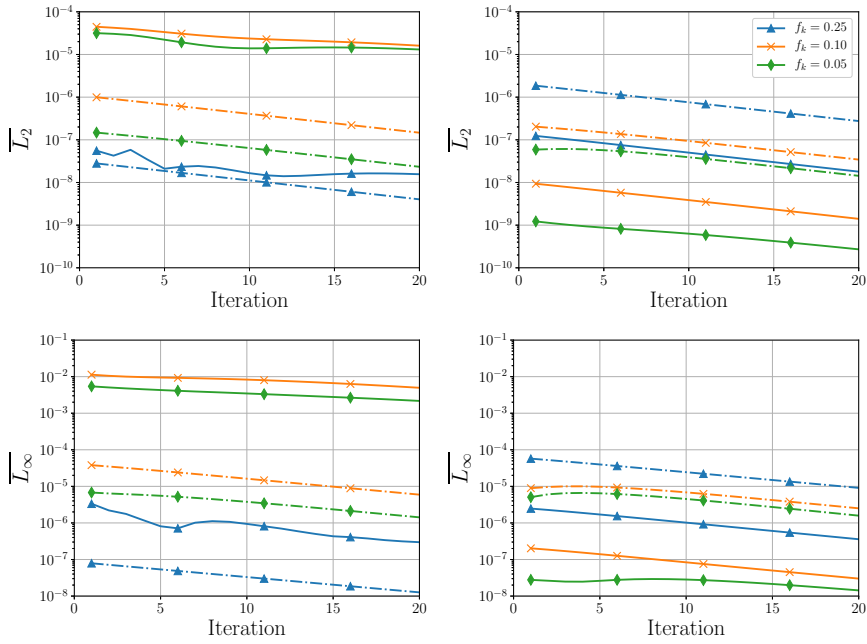 10⁻⁴
10⁻⁵
10⁻⁶
10⁻⁷
10⁻⁸
10⁻⁹
10⁻¹⁰
L₂
0 5 10 15 20
Iteration
10⁻⁴
10⁻⁵
10⁻⁶
10⁻⁷
10⁻⁸
10⁻⁹
10⁻¹⁰
L₂
0 5 10 15 20
Iteration
f_k = 0.25
f_k = 0.10
f_k = 0.05
10⁻¹
10⁻²
10⁻³
10⁻⁴
10⁻⁵
10⁻⁶
10⁻⁷
10⁻⁸
L∞
0 5 10 15 20
Iteration
10⁻¹
10⁻²
10⁻³
10⁻⁴
10⁻⁵
10⁻⁶
10⁻⁷
10⁻⁸
L∞
0 5 10 15 20
Iteration